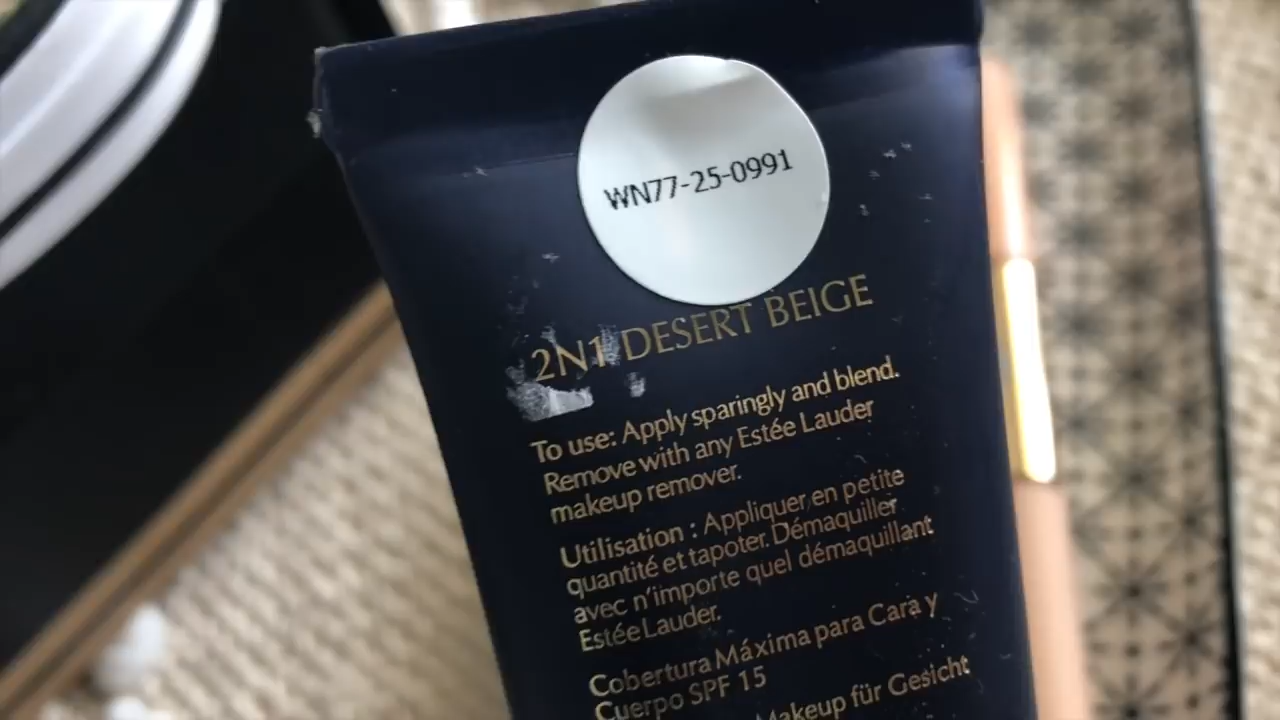 WN77-25-0991
2N1 DESERT BEIGE
To use: Apply sparingly and blend.
Remove with any Estée Lauder
makeup remover.
Utilisation : Appliquer en petite
quantité et tapoter. Démaquiller
avec n'importe quel démaquillant
Estée Lauder.
Cobertura Máxima para Cara y
Cuerpo SPF 15
Makeup für Gesicht